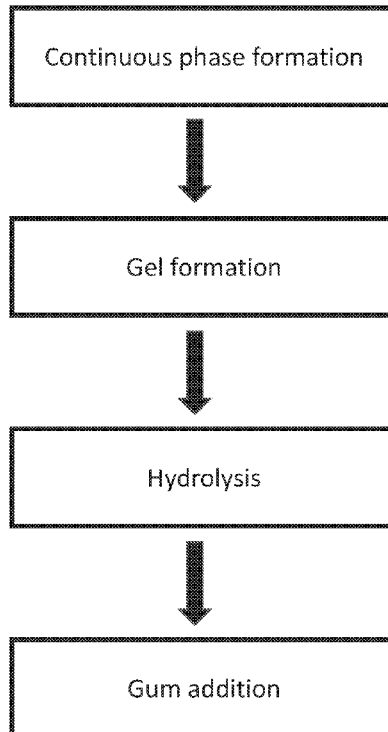 Continuous phase formation
Gel formation
Hydrolysis
Gum addition